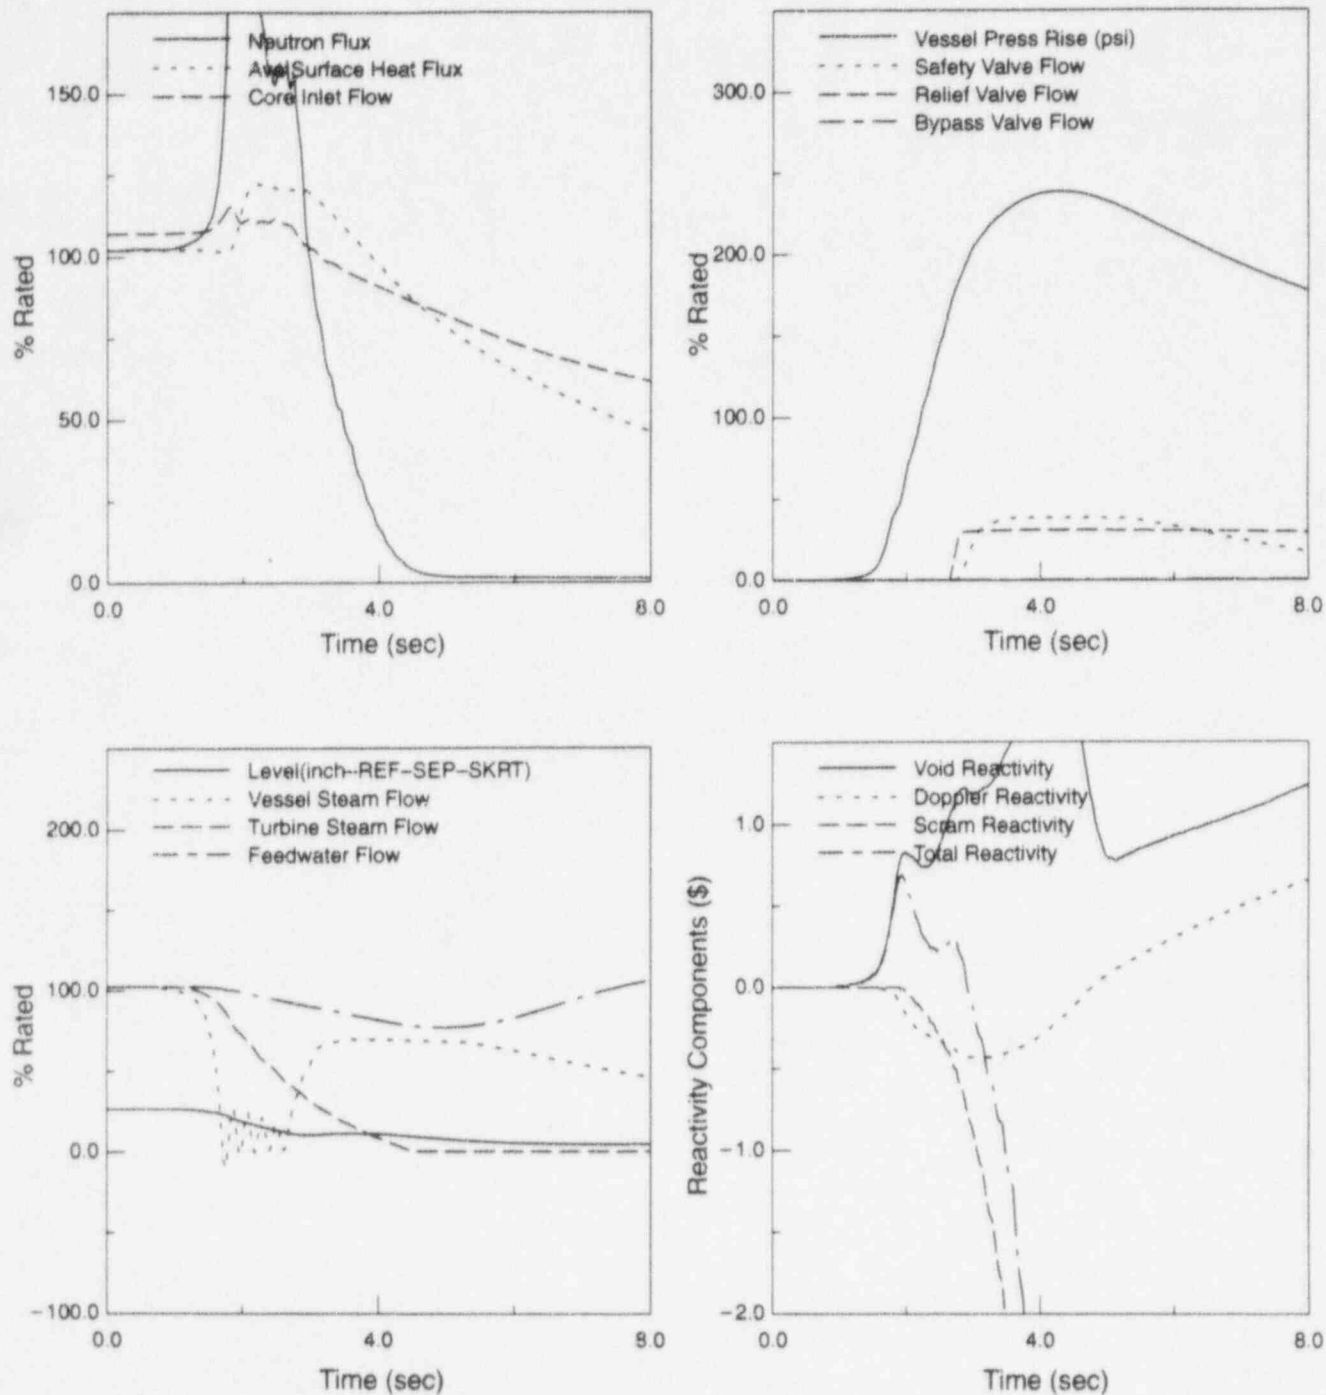 Neutron Flux
Ave Surface Heat Flux
Core Inlet Flow
150.0
100.0
50.0
0.0
% Rated
0.0 4.0 8.0
Time (sec)
Vessel Press Rise (psi)
Safety Valve Flow
Relief Valve Flow
Bypass Valve Flow
300.0
200.0
100.0
0.0
% Rated
0.0 4.0 8.0
Time (sec)
Level(inch-REF-SEP-SKRT)
Vessel Steam Flow
Turbine Steam Flow
Feedwater Flow
200.0
100.0
0.0
-100.0
% Rated
0.0 4.0 8.0
Time (sec)
Void Reactivity
Doppler Reactivity
Scram Reactivity
Total Reactivity
1.0
0.0
-1.0
-2.0
Reactivity Components ($)
0.0 4.0 8.0
Time (sec)